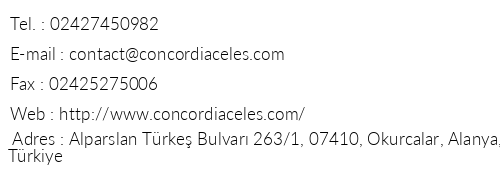 Tel. : 02427450982
E-mail : contact@concordiaceles.com
Fax : 02425275006
Web : http://www.concordiaceles.com/
Adres : Alparslan Türkeş Bulvarı 263/1, 07410, Okurcalar, Alanya,
Türkiye